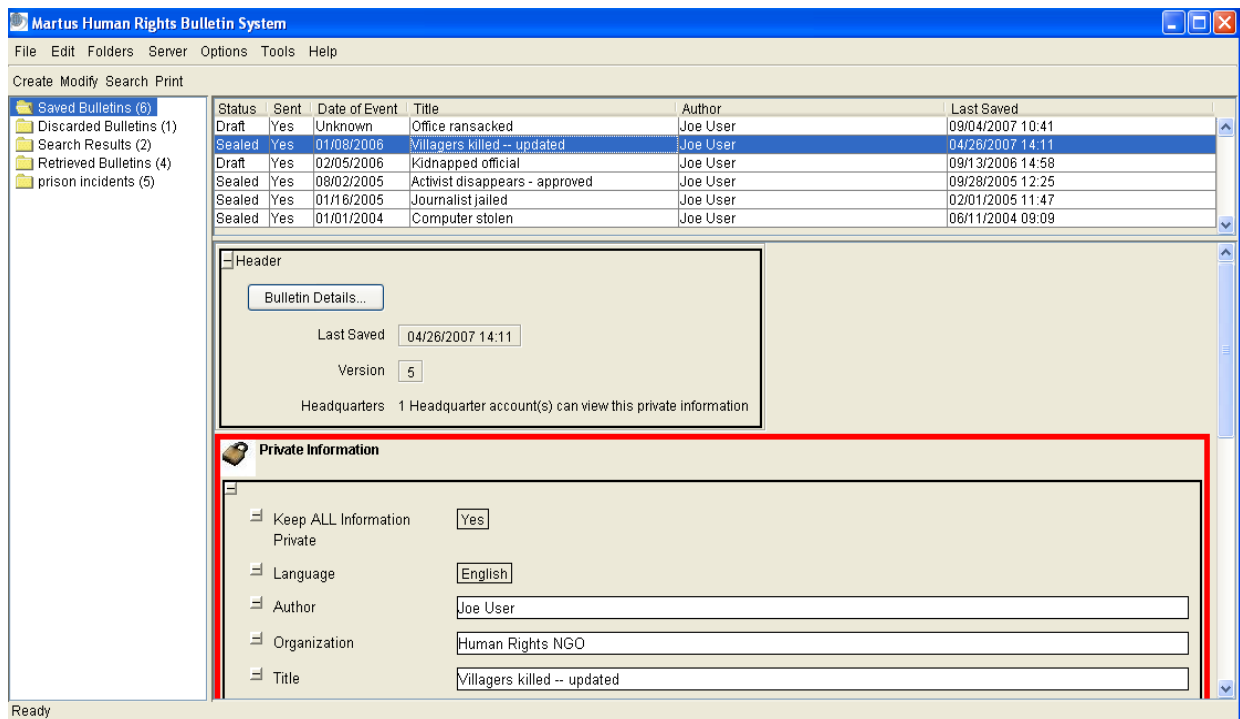 Martus Human Rights Bulletin System
File Edit Folders Server Options Tools Help
Create Modify Search Print
Saved Bulletins (6)
Discarded Bulletins (1)
Search Results (2)
Retrieved Bulletins (4)
prison incidents (5)
Status Sent Date of Event Title Author Last Saved
Draft Yes Unknown Office ransacked Joe User 09/04/2007 10:41
Sealed Yes 01/08/2006 Villagers killed -- updated Joe User 04/26/2007 14:11
Draft Yes 02/05/2006 Kidnapped official Joe User 09/13/2006 14:58
Sealed Yes 08/02/2005 Activist disappears - approved Joe User 09/28/2005 12:25
Sealed Yes 01/16/2005 Journalist jailed Joe User 02/01/2005 11:47
Sealed Yes 01/01/2004 Computer stolen Joe User 06/11/2004 09:09
Header
Bulletin Details...
Last Saved 04/26/2007 14:11
Version 5
Headquarters 1 Headquarter account(s) can view this private information
Private Information
Keep ALL Information Yes
Private
Language English
Author Joe User
Organization Human Rights NGO
Title Villagers killed -- updated
Ready